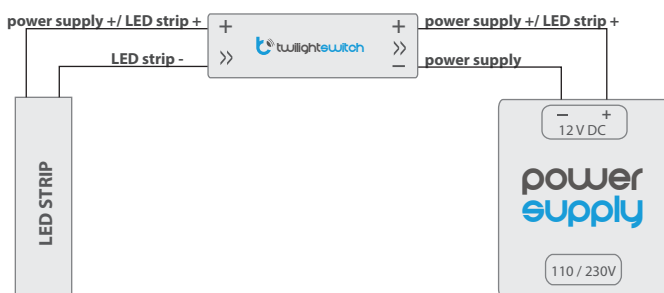 power supply +/ LED strip +
LED strip -
+
>>
twilightswitch
+
>>
−
power supply +/ LED strip +
power supply
LED STRIP
− +
12 V DC
power
supply
110 / 230V